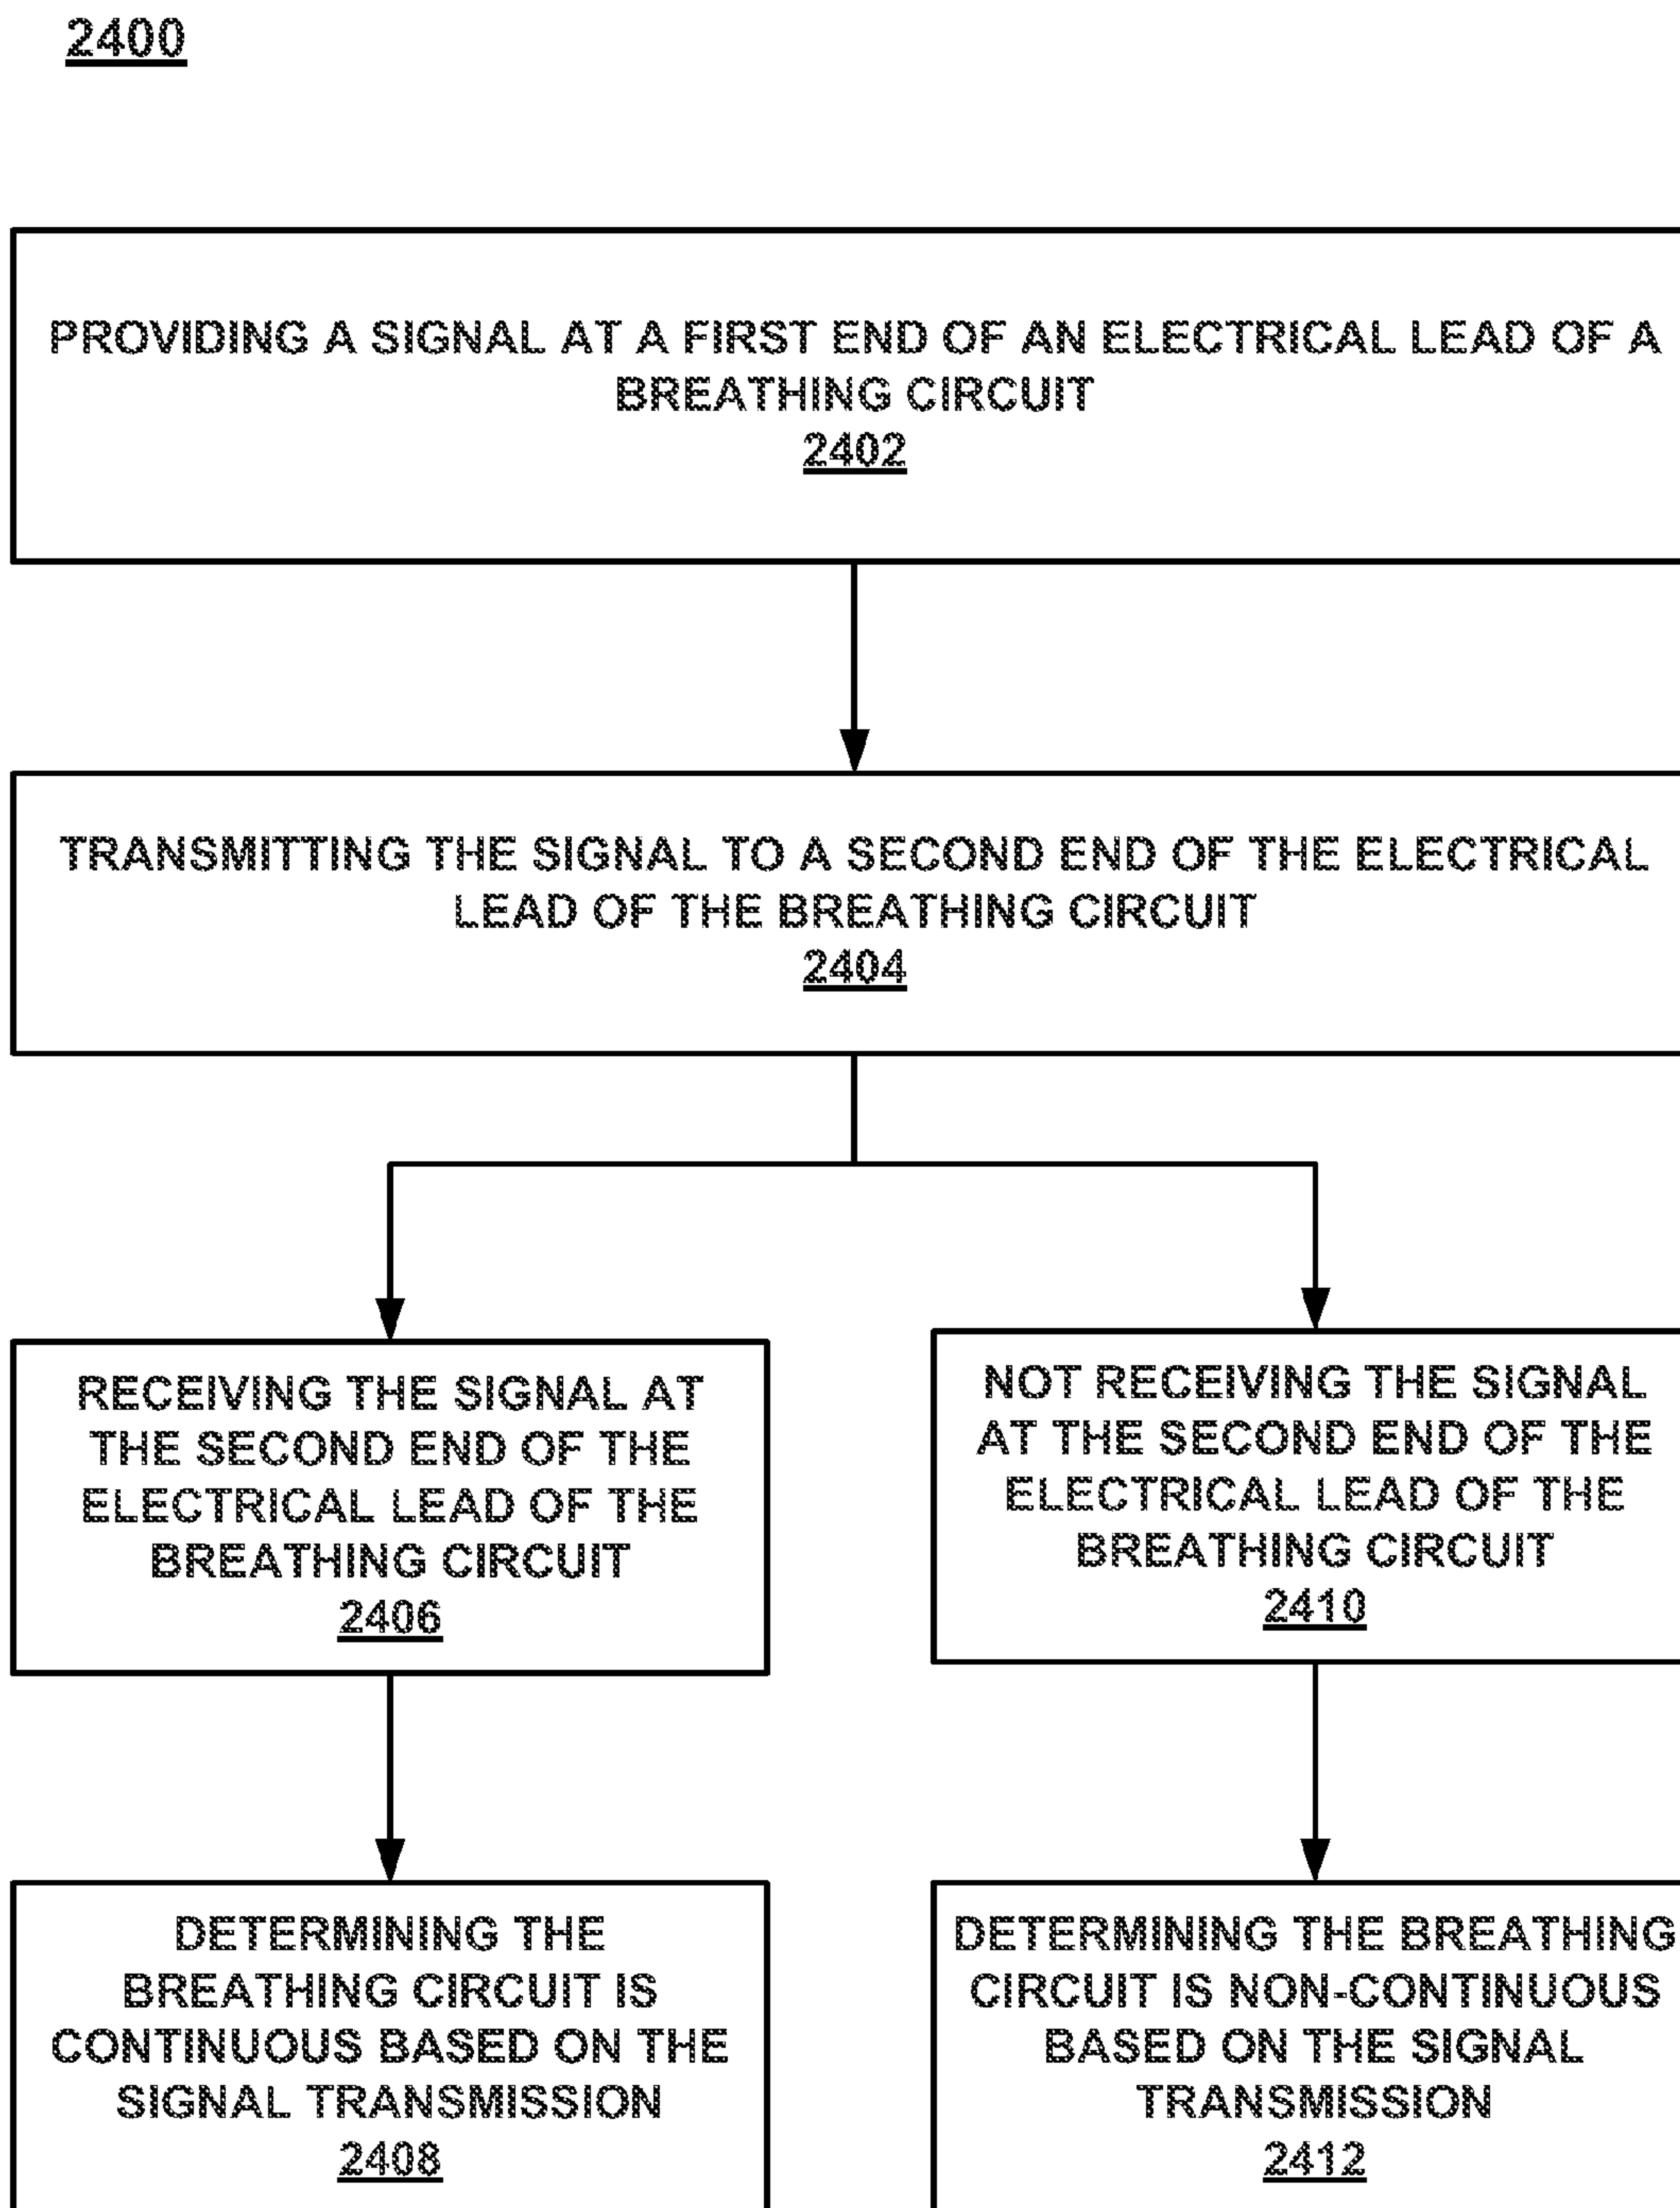 2400
PROVIDING A SIGNAL AT A FIRST END OF AN ELECTRICAL LEAD OF A
BREATHING CIRCUIT
2402
TRANSMITTING THE SIGNAL TO A SECOND END OF THE ELECTRICAL
LEAD OF THE BREATHING CIRCUIT
2404
RECEIVING THE SIGNAL AT
THE SECOND END OF THE
ELECTRICAL LEAD OF THE
BREATHING CIRCUIT
2406
NOT RECEIVING THE SIGNAL
AT THE SECOND END OF THE
ELECTRICAL LEAD OF THE
BREATHING CIRCUIT
2410
DETERMINING THE
BREATHING CIRCUIT IS
CONTINUOUS BASED ON THE
SIGNAL TRANSMISSION
2408
DETERMINING THE BREATHING
CIRCUIT IS NON-CONTINUOUS
BASED ON THE SIGNAL
TRANSMISSION
2412